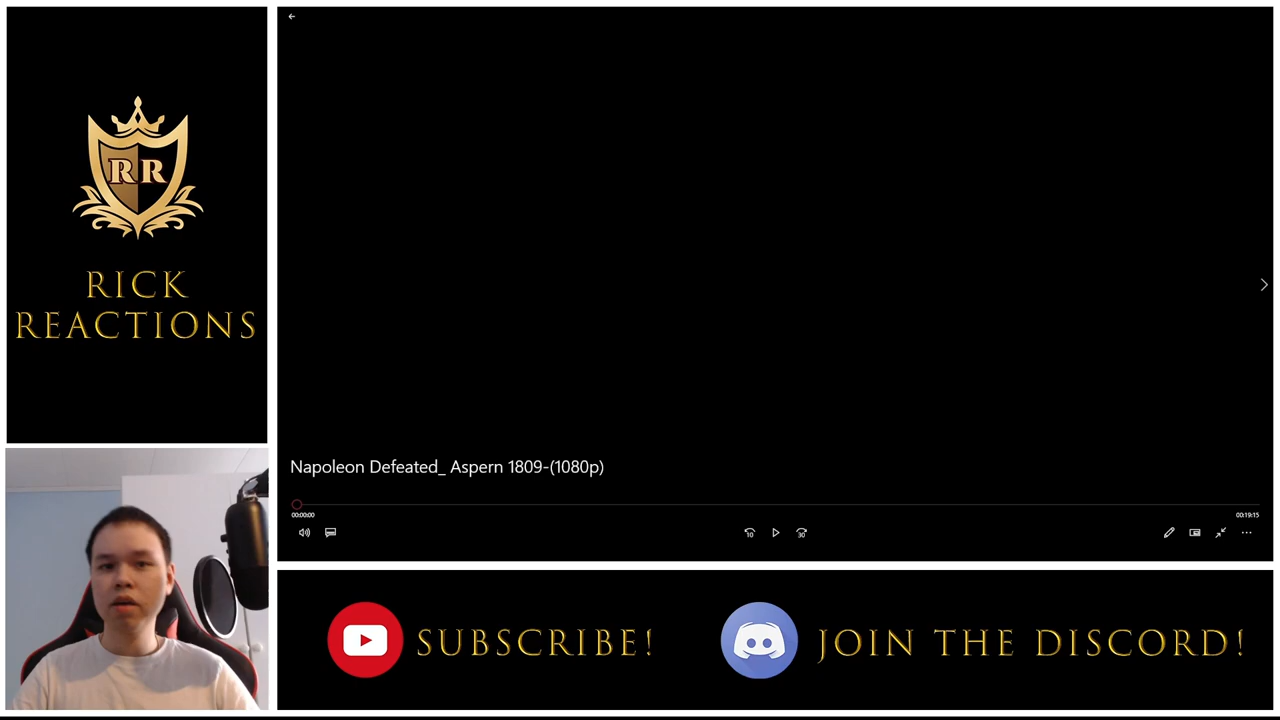 RR
RICK
REACTIONS
Napoleon Defeated_ Aspern 1809-(1080p)
00:00:00
00:19:15
10
30
SUBSCRIBE!
JOIN THE DISCORD!